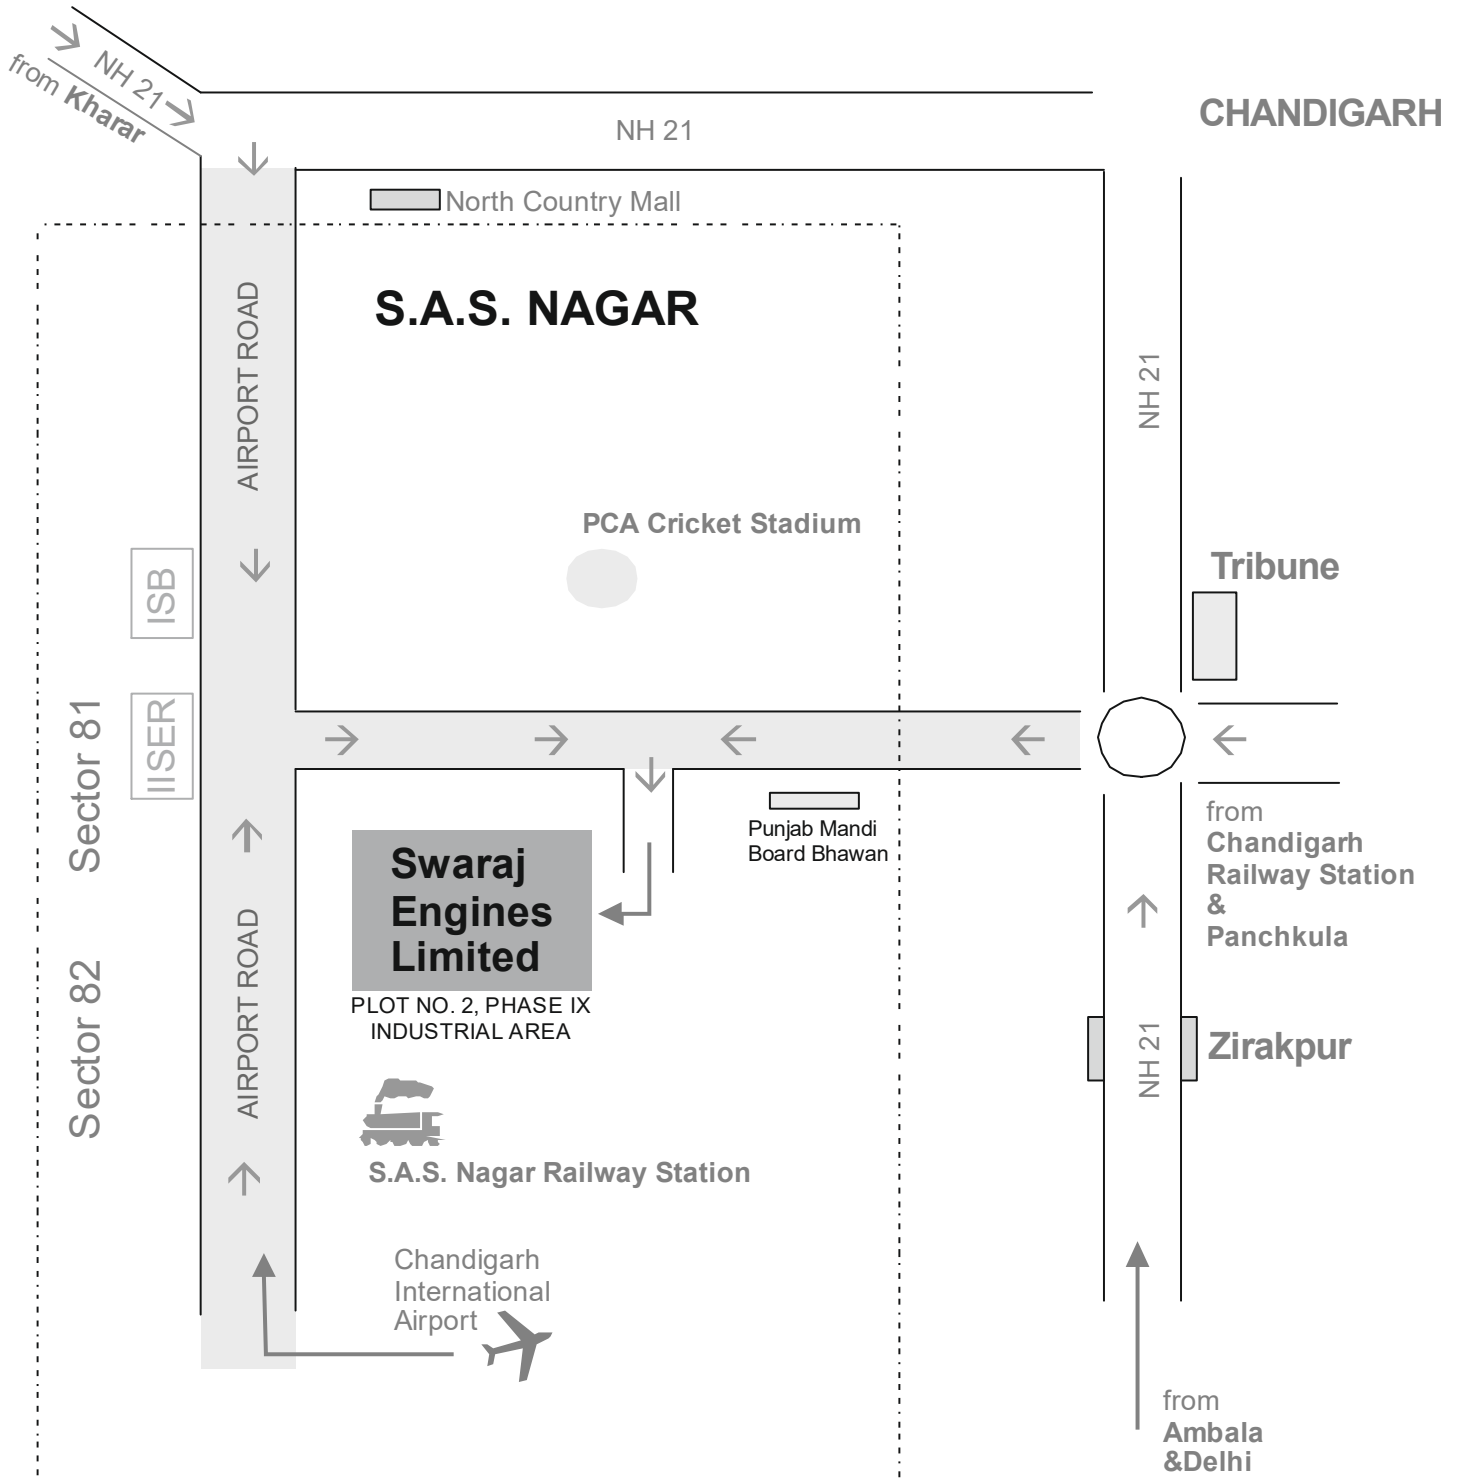 NH 21
from Kharar
CHANDIGARH
NH 21
North Country Mall
S.A.S. NAGAR
AIRPORT ROAD
NH 21
PCA Cricket Stadium
Tribune
ISB
IISER
Sector 81
from
Chandigarh
Railway Station
&
Panchkula
Punjab Mandi
Board Bhawan
Swaraj
Engines
Limited
PLOT NO. 2, PHASE IX
INDUSTRIAL AREA
AIRPORT ROAD
Sector 82
NH 21
Zirakpur
S.A.S. Nagar Railway Station
Chandigarh
International
Airport
from
Ambala
&Delhi